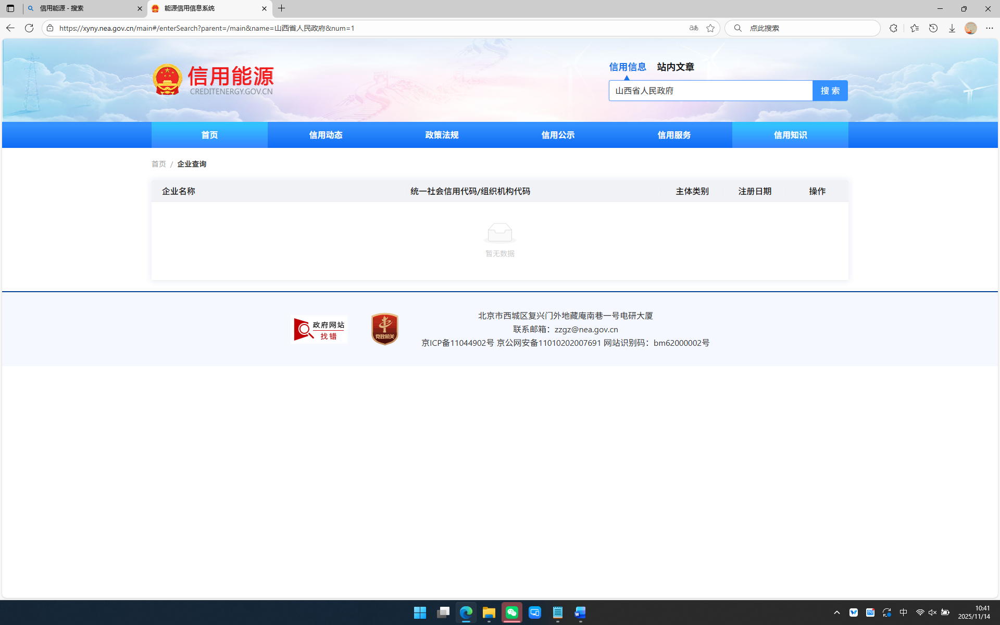 信用能源 - 搜索
能源信用信息系统
https://xyny.nea.gov.cn/main#/enterSearch?parent=/main&name=山西省人民政府&num=1
aあ
点此搜索
信用能源
CREDITENERGY.GOV.CN
信用信息 站内文章
山西省人民政府
搜 索
首页 信用动态 政策法规 信用公示 信用服务 信用知识
首页 / 企业查询
企业名称 统一社会信用代码/组织机构代码 主体类别 注册日期 操作
暂无数据
政府网站
找错
党政机关
北京市西城区复兴门外地藏庵南巷一号电研大厦
联系邮箱：zzgz@nea.gov.cn
京ICP备11044902号 京公网安备11010202007691 网站识别码：bm62000002号
中
10:41
2025/11/14